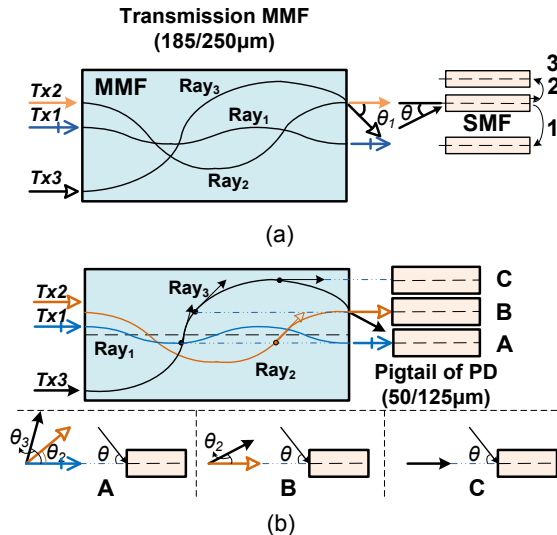 Transmission MMF
(185/250μm)
MMF
Tx2
Tx1
Tx3
Ray3
Ray1
Ray2
θ1
θ
SMF
3
2
1
(a)
Tx2
Tx1
Tx3
Ray3
Ray1
Ray2
C
B
A
Pigtail of PD
(50/125μm)
θ3
θ2
θ
A
θ2
θ
B
θ
C
(b)